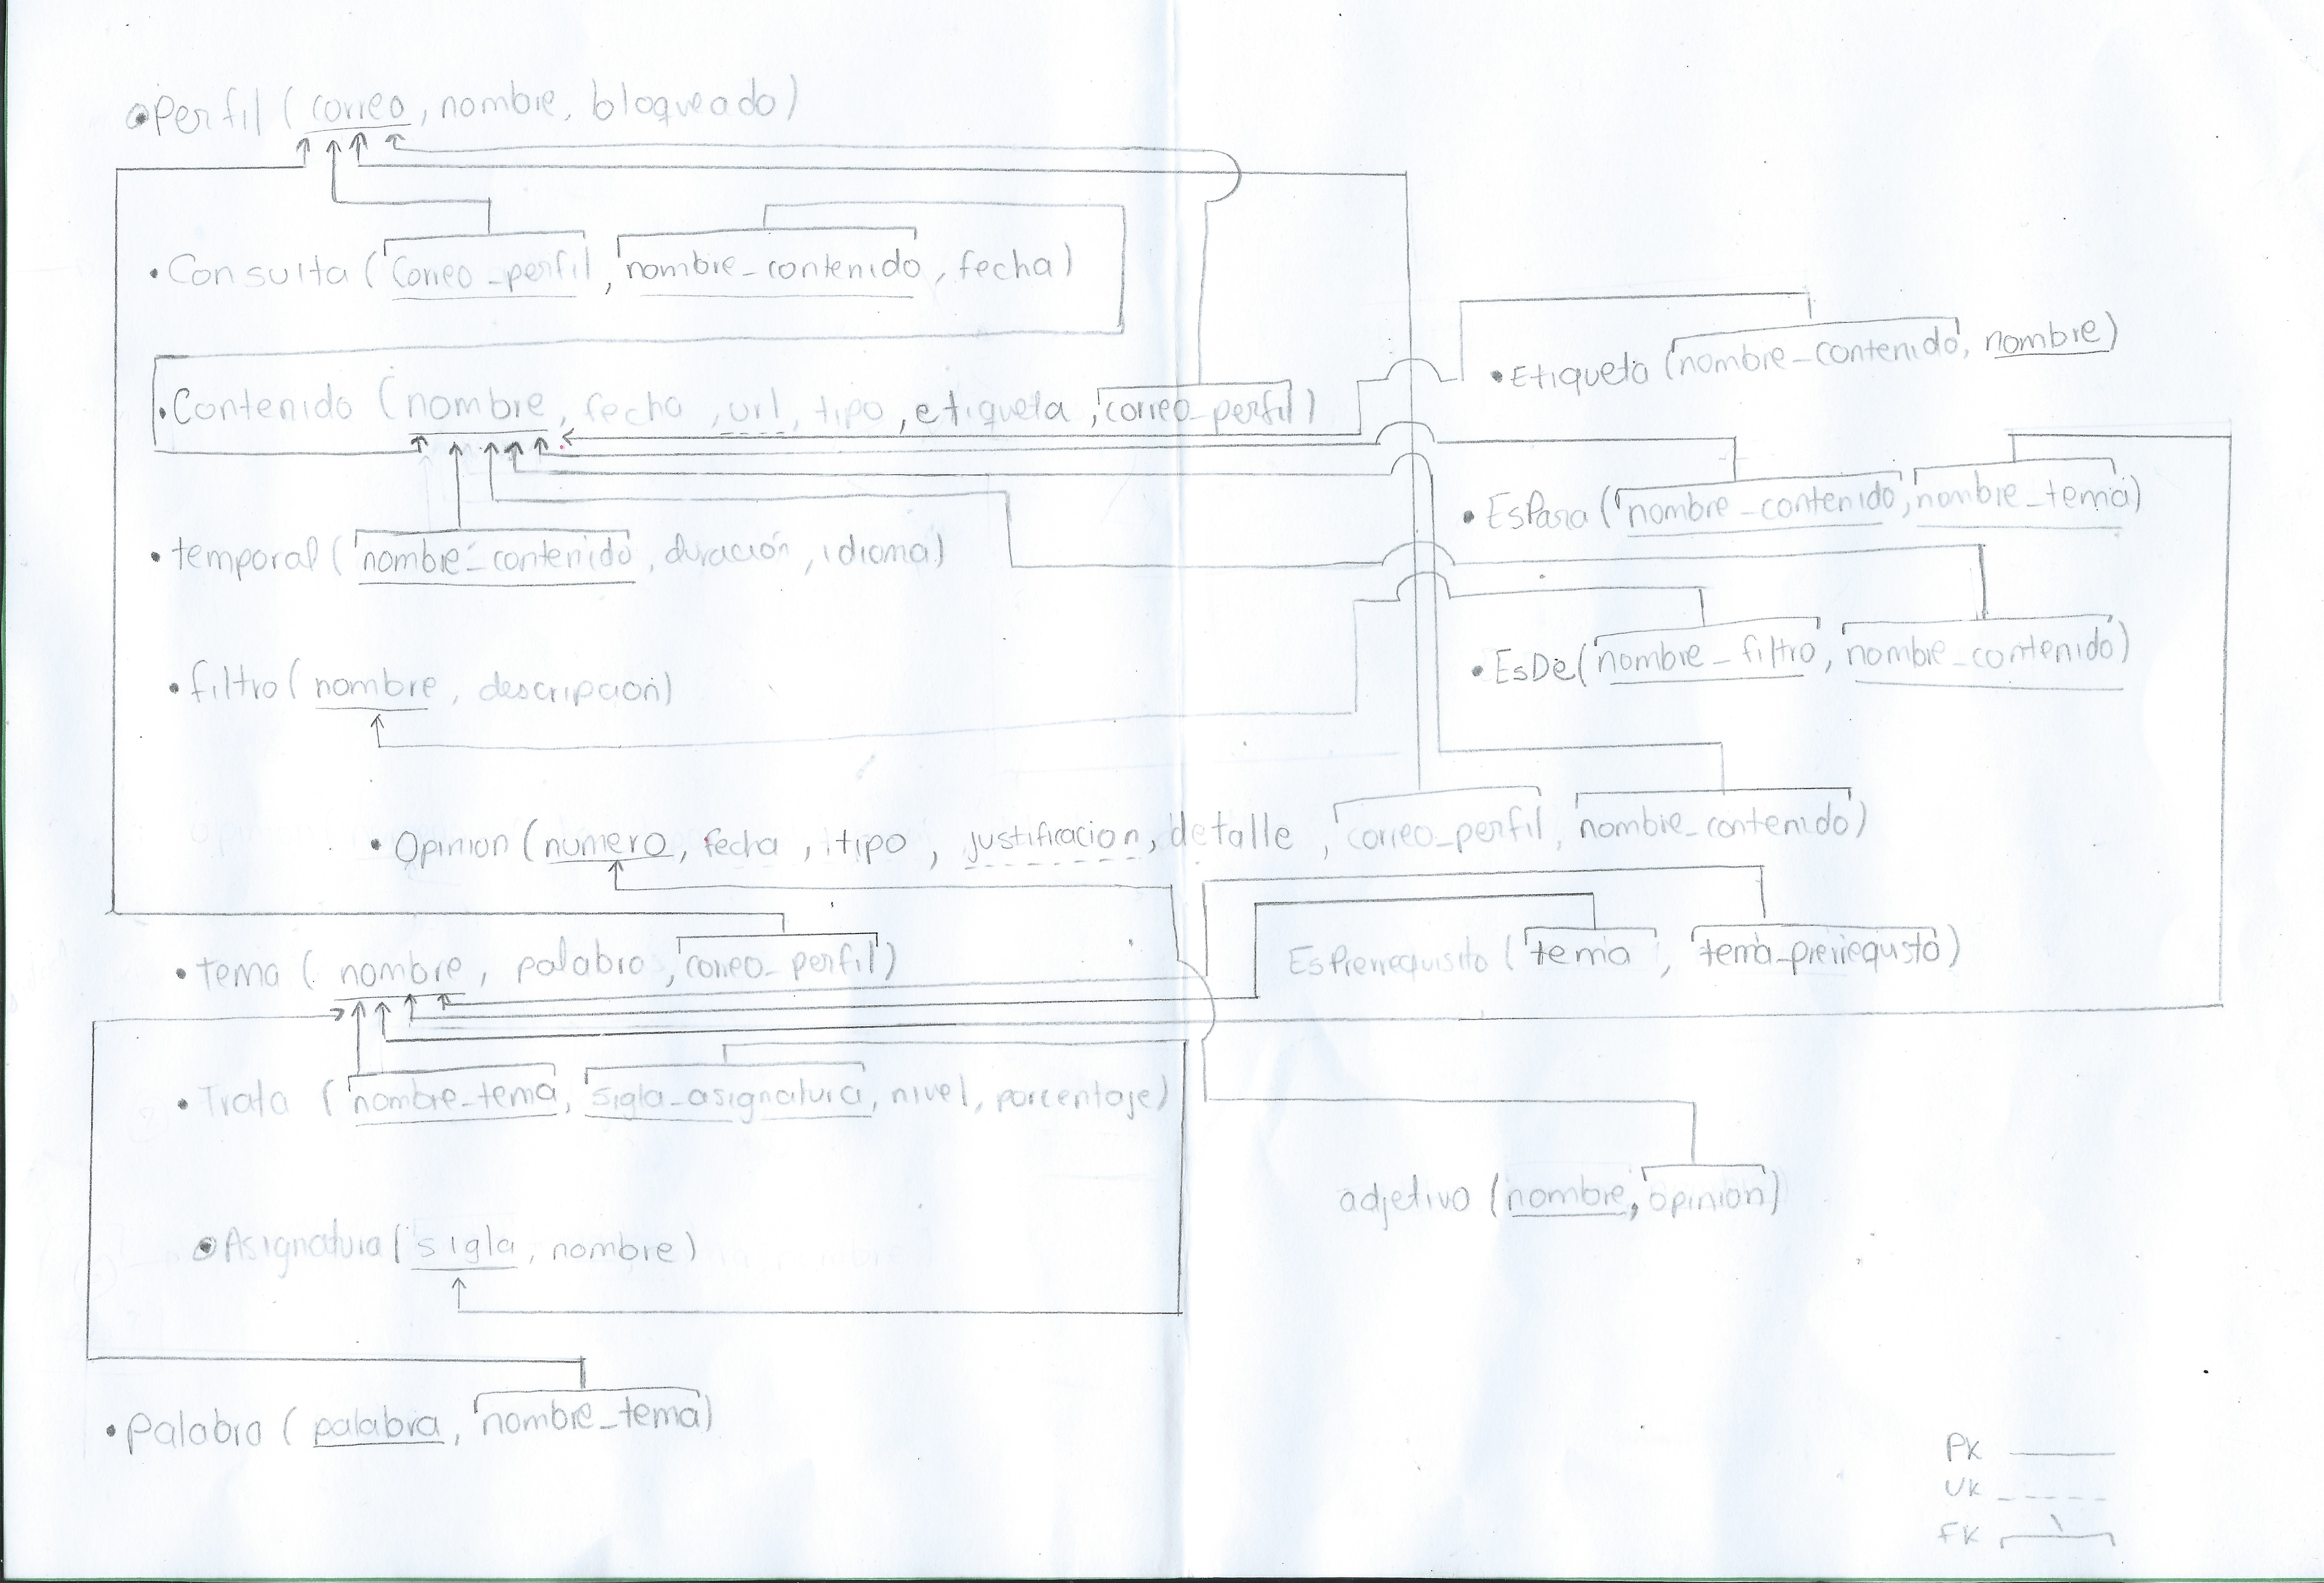 • Perfil (correo, nombre, bloqueado)
• Consulta (correo_perfil, nombre_contenido, fecha)
• Etiqueta (nombre_contenido, nombre)
• Contenido (nombre, fecha, url, tipo, etiqueta, correo_perfil)
• EsPara (nombre_contenido, nombre_tema)
• temporal (nombre_contenido, duración, idioma)
• EsDe (nombre_filtro, nombre_contenido)
• filtro (nombre, descripcion)
• Opinion (numero, fecha, tipo, justificacion, detalle, correo_perfil, nombre_contenido)
• tema (nombre, palabra, correo_perfil)
EsPrerrequisito (tema, tema_prerrequsto)
• Trata (nombre_tema, sigla_asignatura, nivel, porcentaje)
adjetivo (nombre, opinion)
• Asignatura (sigla, nombre)
• Palabra (palabra, nombre_tema)
PK
UK
FK